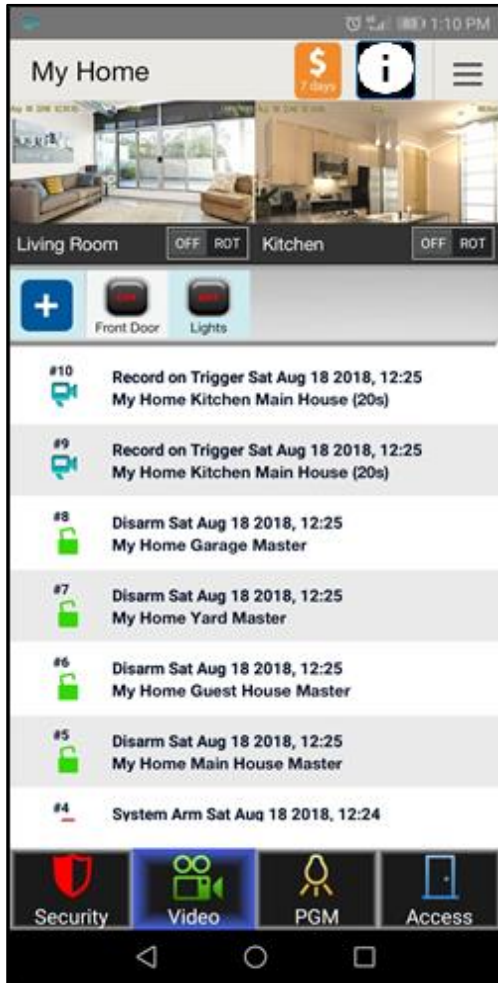 1:10 PM
My Home
$
7 days
i
Living Room
OFF ROT
Kitchen
OFF ROT
+
Front Door
Lights
#10
Record on Trigger Sat Aug 18 2018, 12:25
My Home Kitchen Main House (20s)
#9
Record on Trigger Sat Aug 18 2018, 12:25
My Home Kitchen Main House (20s)
#8
Disarm Sat Aug 18 2018, 12:25
My Home Garage Master
#7
Disarm Sat Aug 18 2018, 12:25
My Home Yard Master
#6
Disarm Sat Aug 18 2018, 12:25
My Home Guest House Master
#5
Disarm Sat Aug 18 2018, 12:25
My Home Main House Master
#4
System Arm Sat Aug 18 2018, 12:24
Security
Video
PGM
Access